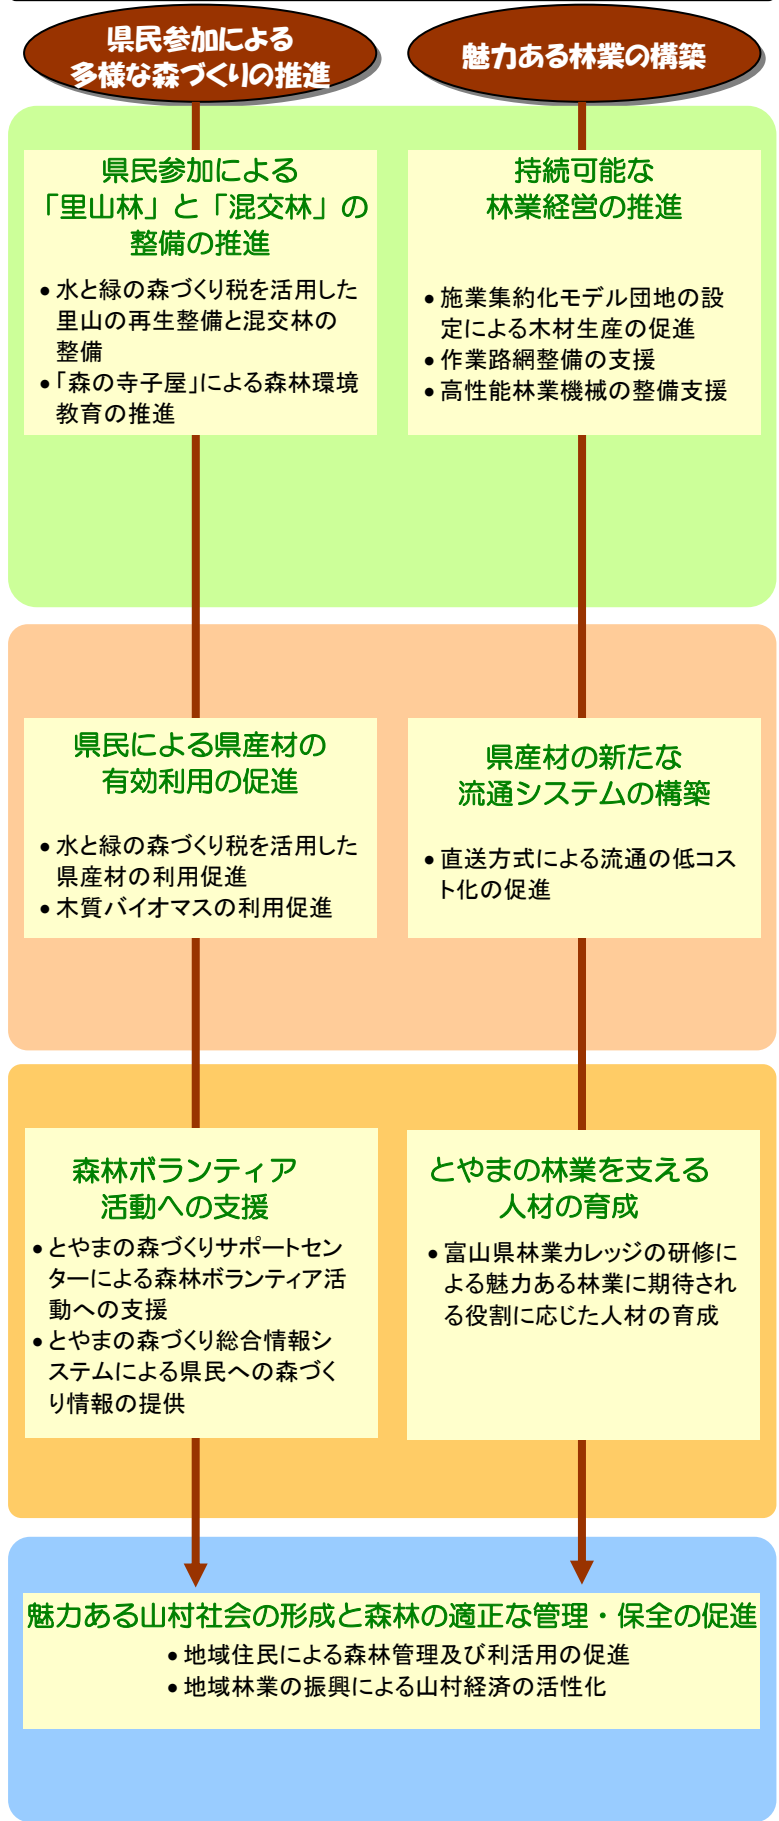 県民参加による
多様な森づくりの推進
魅力ある林業の構築
県民参加による
「里山林」と「混交林」の
整備の推進
• 水と緑の森づくり税を活用した
里山の再生整備と混交林の
整備
• 「森の寺子屋」による森林環境
教育の推進
持続可能な
林業経営の推進
• 施業集約化モデル団地の設
定による木材生産の促進
• 作業路網整備の支援
• 高性能林業機械の整備支援
県民による県産材の
有効利用の促進
• 水と緑の森づくり税を活用した
県産材の利用促進
• 木質バイオマスの利用促進
県産材の新たな
流通システムの構築
• 直送方式による流通の低コス
ト化の促進
森林ボランティア
活動への支援
• とやまの森づくりサポートセン
ターによる森林ボランティア活
動への支援
• とやまの森づくり総合情報シ
ステムによる県民への森づく
り情報の提供
とやまの林業を支える
人材の育成
• 富山県林業カレッジの研修に
よる魅力ある林業に期待され
る役割に応じた人材の育成
魅力ある山村社会の形成と森林の適正な管理・保全の促進
• 地域住民による森林管理及び利活用の促進
• 地域林業の振興による山村経済の活性化